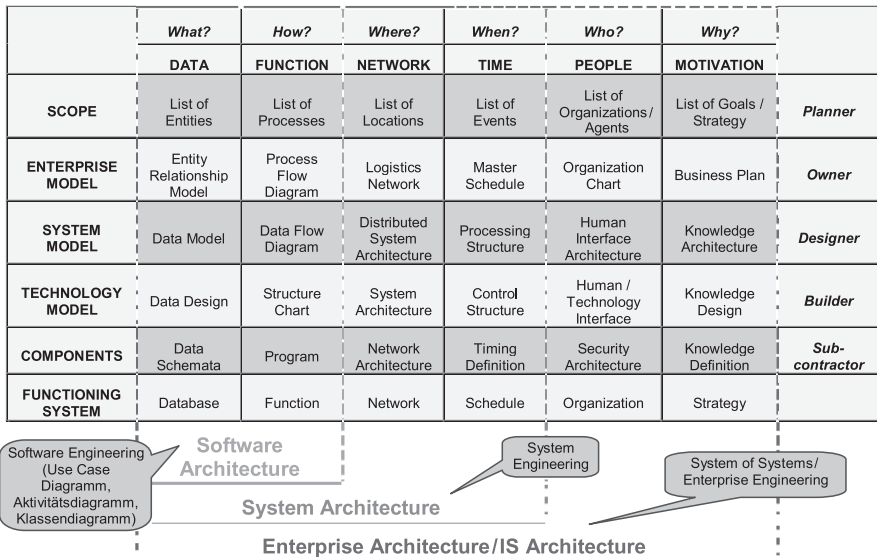 What? How? Where? When? Who? Why?
DATA FUNCTION NETWORK TIME PEOPLE MOTIVATION
SCOPE
List of
Entities
List of
Processes
List of
Locations
List of
Events
List of
Organizations/
Agents
List of Goals /
Strategy
Planner
ENTERPRISE
MODEL
Entity
Relationship
Model
Process
Flow
Diagram
Logistics
Network
Master
Schedule
Organization
Chart
Business Plan
Owner
SYSTEM
MODEL
Data Model
Data Flow
Diagram
Distributed
System
Architecture
Processing
Structure
Human
Interface
Architecture
Knowledge
Architecture
Designer
TECHNOLOGY
MODEL
Data Design
Structure
Chart
System
Architecture
Control
Structure
Human /
Technology
Interface
Knowledge
Design
Builder
COMPONENTS
Data
Schemata
Program
Network
Architecture
Timing
Definition
Security
Architecture
Knowledge
Definition
Sub-
contractor
FUNCTIONING
SYSTEM
Database
Function
Network
Schedule
Organization
Strategy
Software Engineering
(Use Case
Diagramm,
Aktivitätsdiagramm,
Klassendiagramm)
Software
Architecture
System
Engineering
System of Systems/
Enterprise Engineering
System Architecture
Enterprise Architecture/IS Architecture